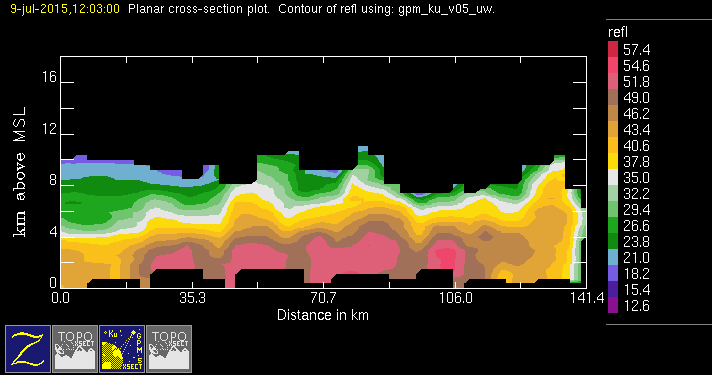 9-jul-2015,12:03:00 Planar cross-section plot. Contour of refl using: gpm_ku_v05_uw.
refl
57.4
54.6
51.8
49.0
46.2
43.4
40.6
37.8
35.0
32.2
29.4
26.6
23.8
21.0
18.2
15.4
12.6
km above MSL
16
12
8
4
0
0.0 35.3 70.7 106.0 141.4
Distance in km
Z
TOPO
XSECT
"Ku"
GPM
XSECT
TOPO
XSECT